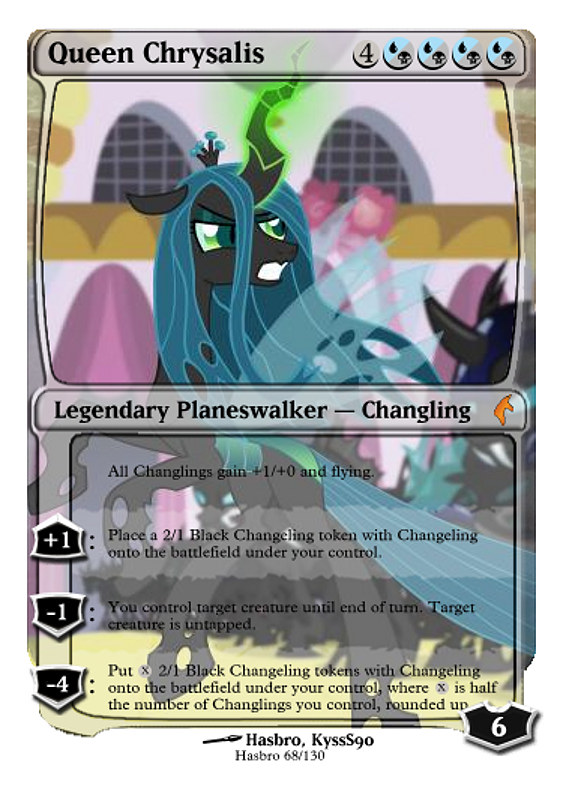 Queen Chrysalis 4
Legendary Planeswalker — Changling
All Changlings gain +1/+0 and flying.
+1 : Place a 2/1 Black Changeling token with Changeling
onto the battlefield under your control.
-1 : You control target creature until end of turn. Target
creature is untapped.
-4 : Put X 2/1 Black Changeling tokens with Changeling
onto the battlefield under your control, where X is half
the number of Changlings you control, rounded up
6
Hasbro, KyssS90
Hasbro 68/130